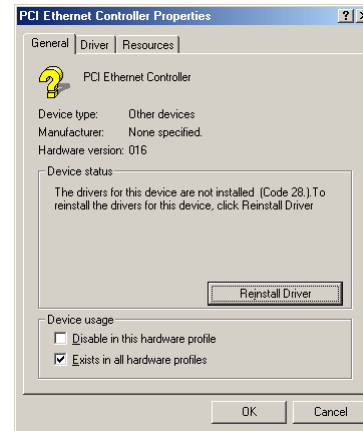 PCI Ethernet Controller Properties
General Driver Resources
PCI Ethernet Controller
Device type: Other devices
Manufacturer: None specified.
Hardware version: 016
Device status
The drivers for this device are not installed (Code 28.).To
reinstall the drivers for this device, click Reinstall Driver
Reinstall Driver
Device usage
Disable in this hardware profile
Exists in all hardware profiles
OK Cancel